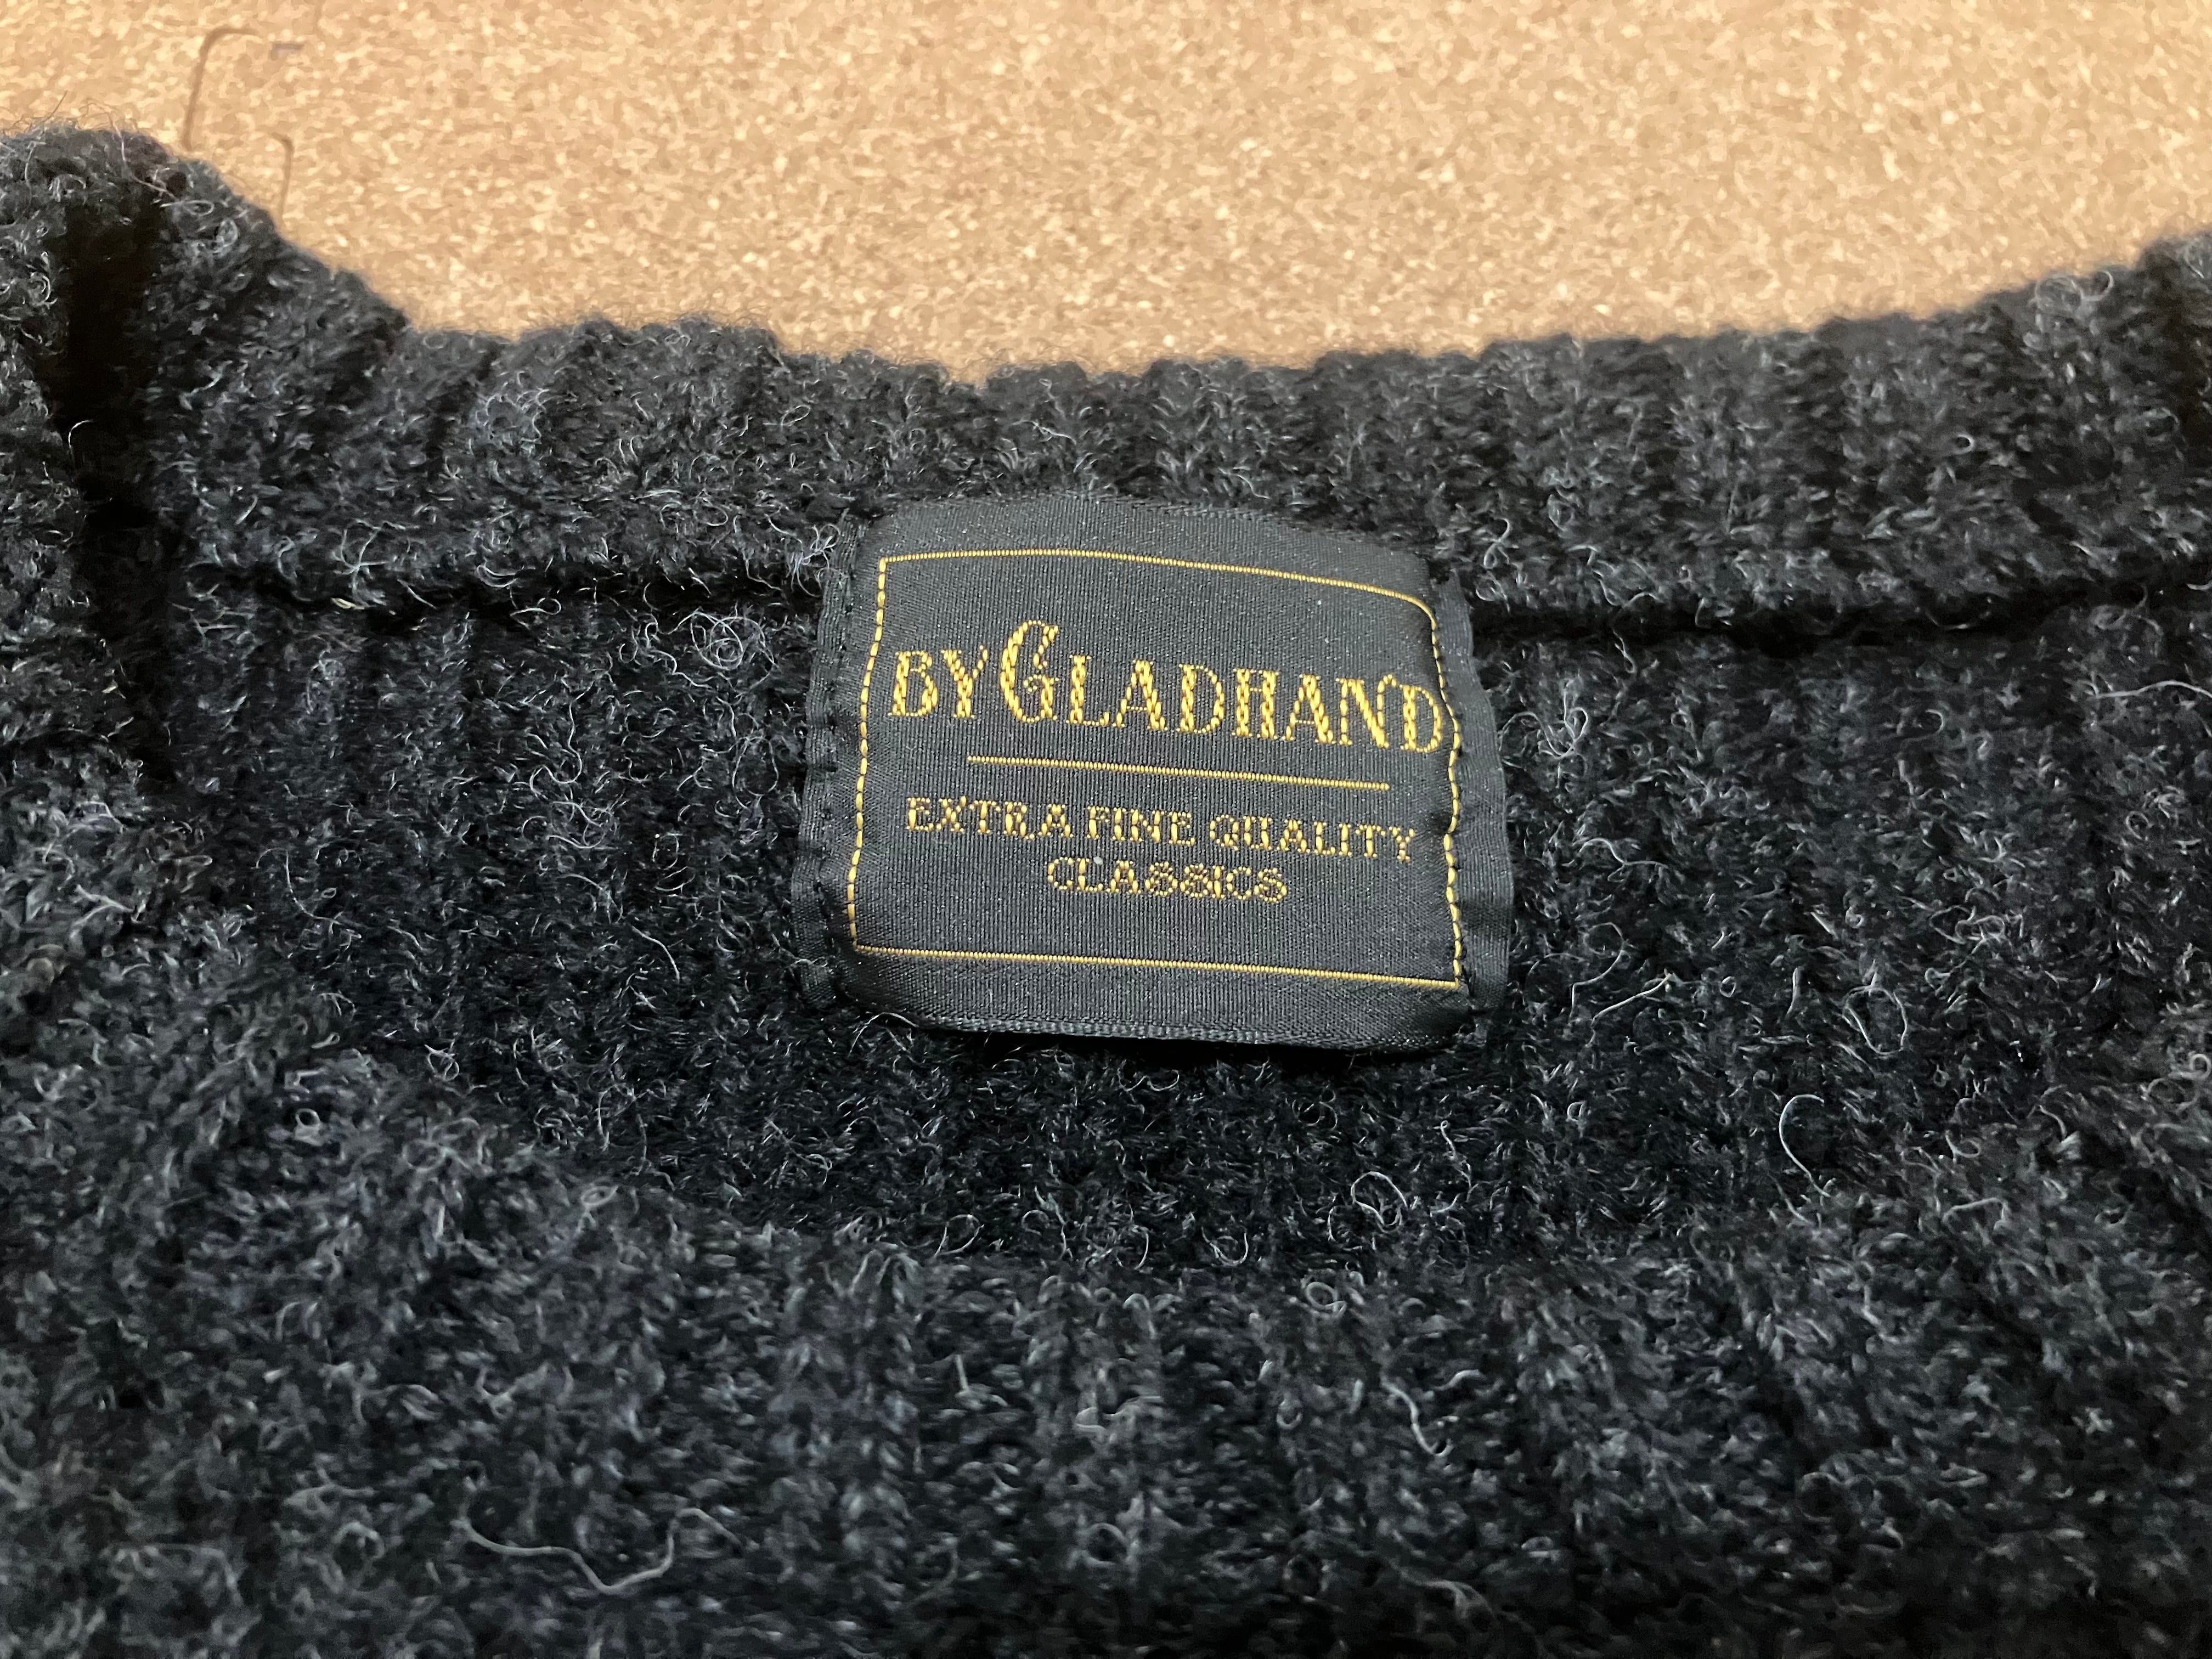 BY GLADHAND
EXTRA FINE QUALITY
CLASSICS